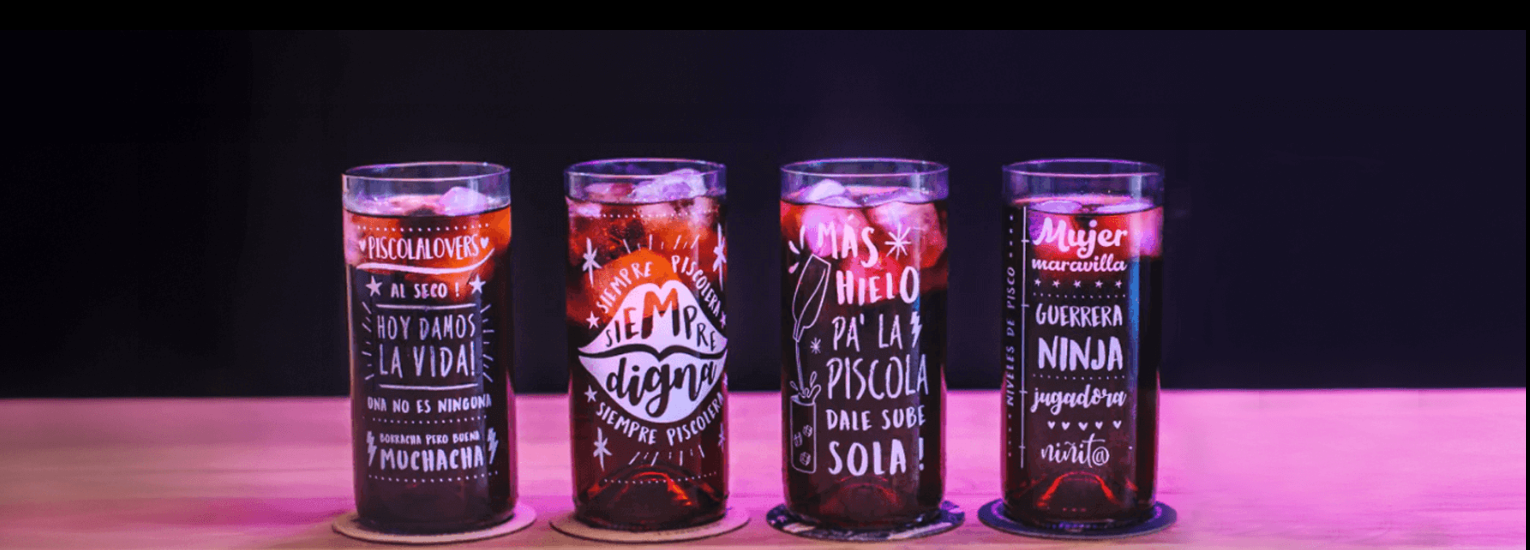 PISCOLALOVERS
AL SECO !
HOY DAMOS
LA VIDA!
UNA NO ES NINGUNA
BORRACHA PERO BUENA
MUCHACHA
SIEMPRE PISCOLERA
SIEMPRE
digna
SIEMPRE PISCOLERA
MÁS
HIELO
PA' LA
PISCOLA
DALE SUBE
SOLA !
NIVELES DE PISCO
Mujer
maravilla
GUERRERA
NINJA
jugadora
niñit@